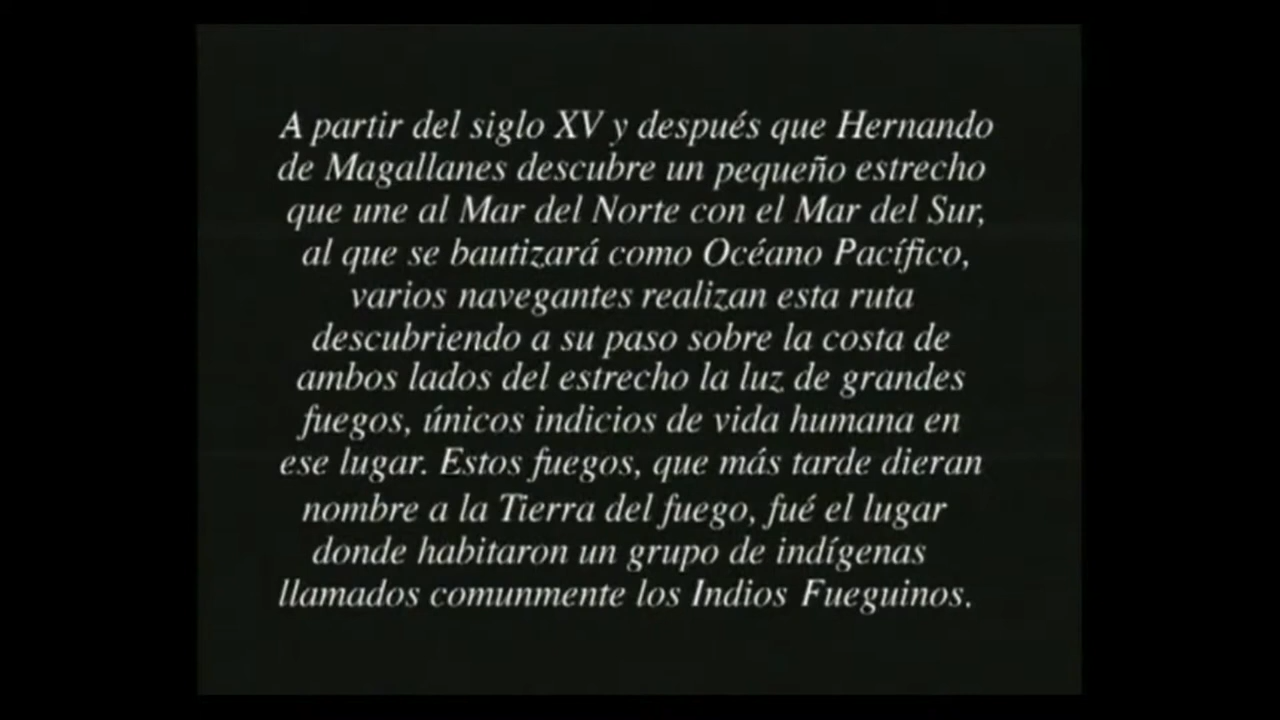 A partir del siglo XV y después que Hernando
de Magallanes descubre un pequeño estrecho
que une al Mar del Norte con el Mar del Sur,
al que se bautizará como Océano Pacífico,
varios navegantes realizan esta ruta
descubriendo a su paso sobre la costa de
ambos lados del estrecho la luz de grandes
fuegos, únicos indicios de vida humana en
ese lugar. Estos fuegos, que más tarde dieran
nombre a la Tierra del fuego, fué el lugar
donde habitaron un grupo de indígenas
llamados comunmente los Indios Fueguinos.